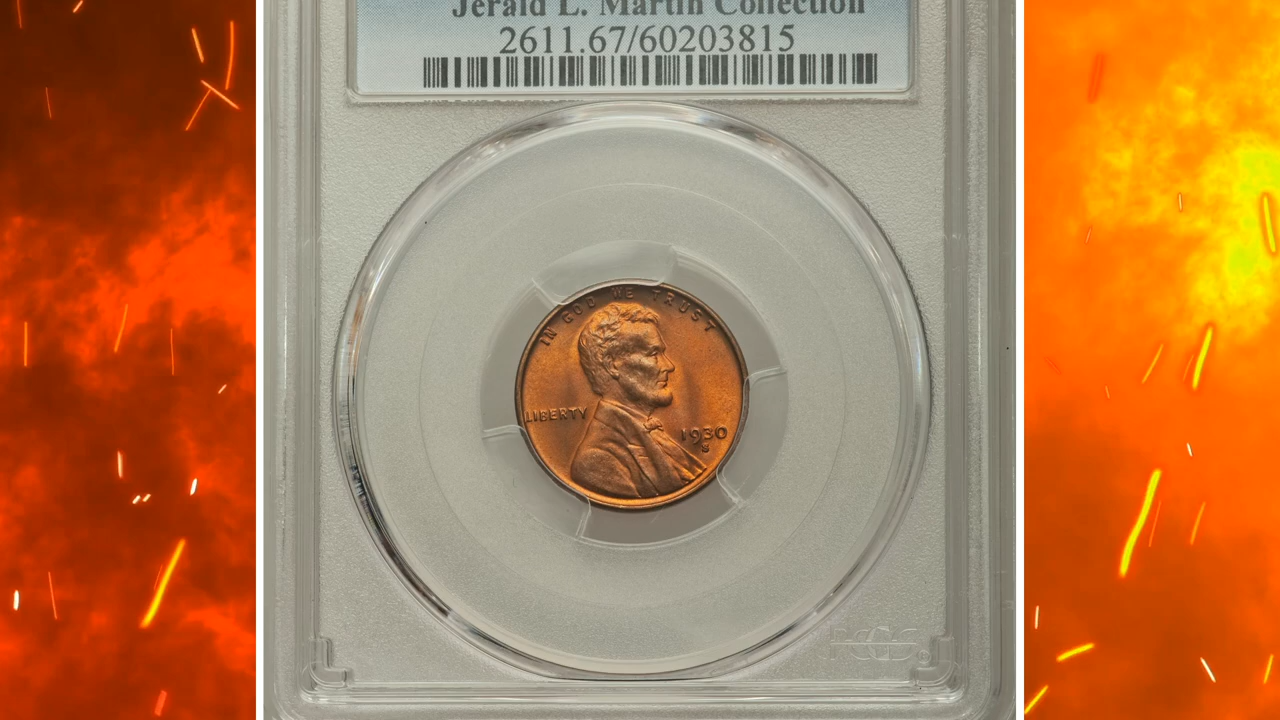 Jerald L. Martin Collection
2611.67/60203815
IN GOD WE TRUST
LIBERTY
1930
S
PCGS